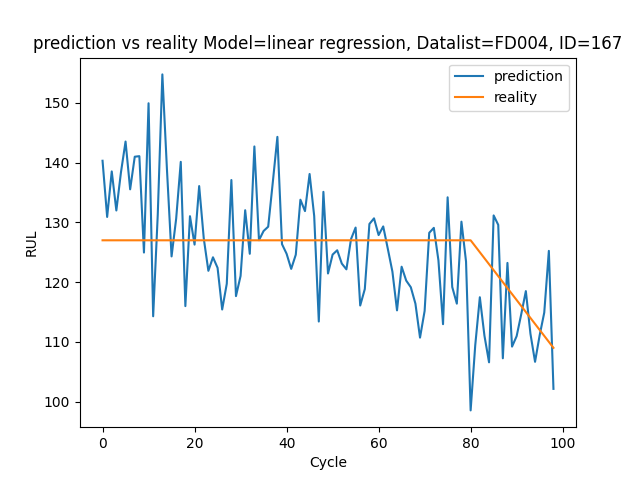 prediction vs reality Model=linear regression, Datalist=FD004, ID=167
prediction
reality
150
140
130
120
110
100
RUL
0
20
40
60
80
100
Cycle